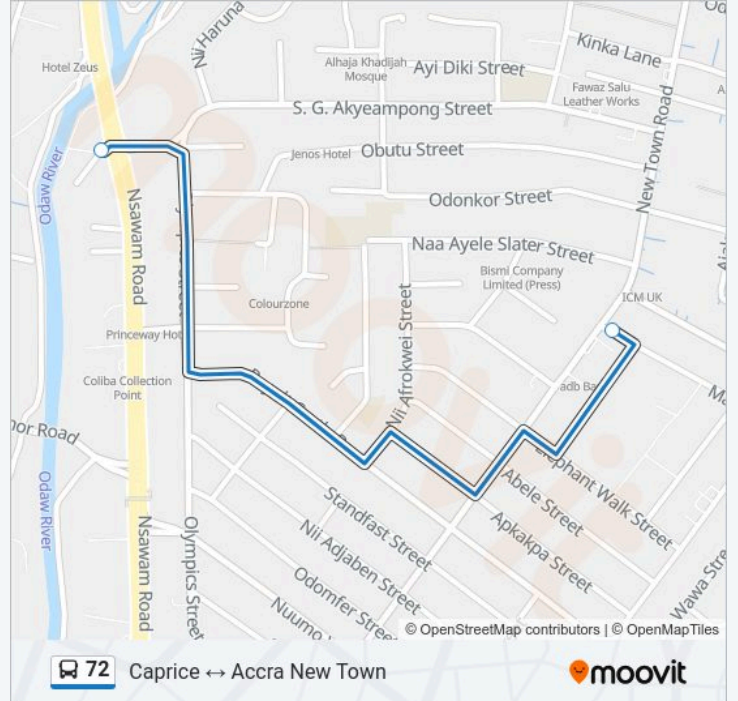 Nii Haruna
Hotel Zeus
Alhaja Khadijah
Mosque
Ayi Diki Street
Kinka Lane
Fawaz Salu
Leather Works
S. G. Akyeampong Street
New Town Road
Jenos Hotel
Obutu Street
Odaw River
Nsawam Road
Odonkor Street
Naa Ayele Slater Street
Bismi Company
Limited (Press)
Colourzone
ICM UK
Nii Afrokwei Street
Princeway Hot
Coliba Collection
Point
adb Ba
nor Road
Elephant Walk Street
Abele Street
Apkakpa Street
Standfast Street
Odaw River
Nsawam Road
Olympics Street
Nii Adjaben Street
Odomfer Street
Nuumo
Wawa Stre
moovit
© OpenStreetMap contributors | © OpenMapTiles
72 Caprice ↔ Accra New Town
moovit